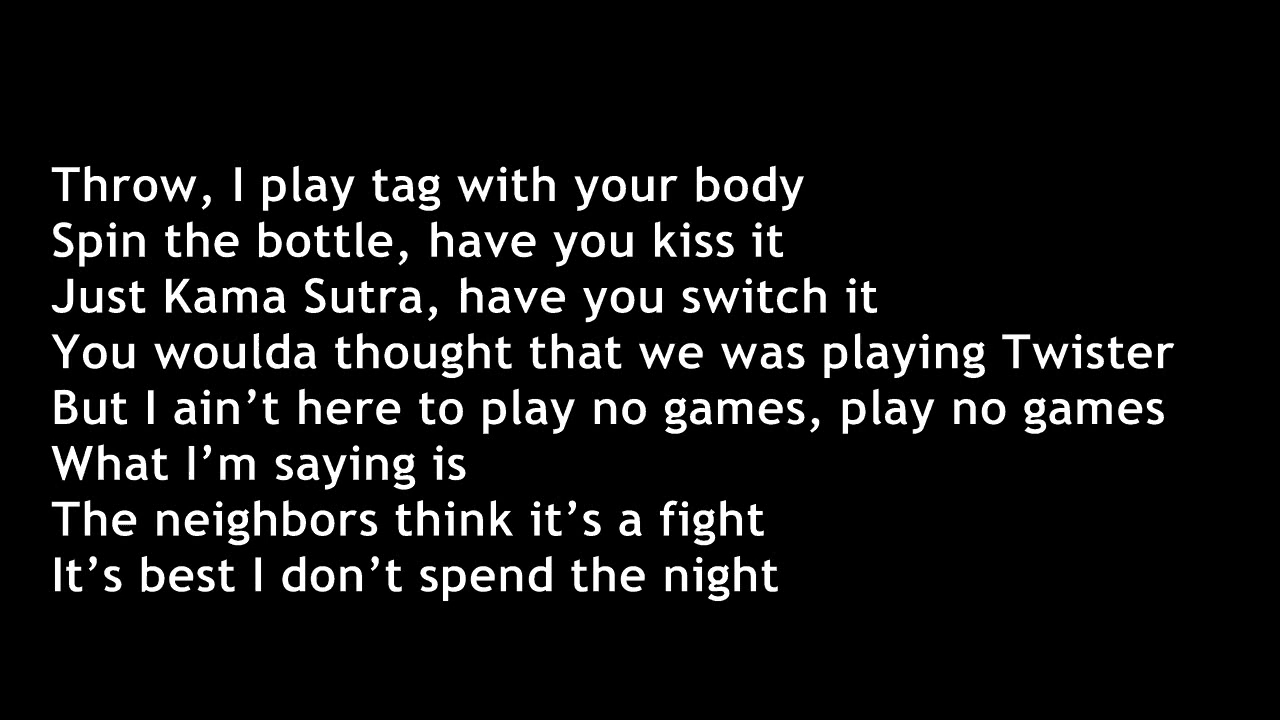 Throw, I play tag with your body
Spin the bottle, have you kiss it
Just Kama Sutra, have you switch it
You woulda thought that we was playing Twister
But I ain’t here to play no games, play no games
What I’m saying is
The neighbors think it’s a fight
It’s best I don’t spend the night